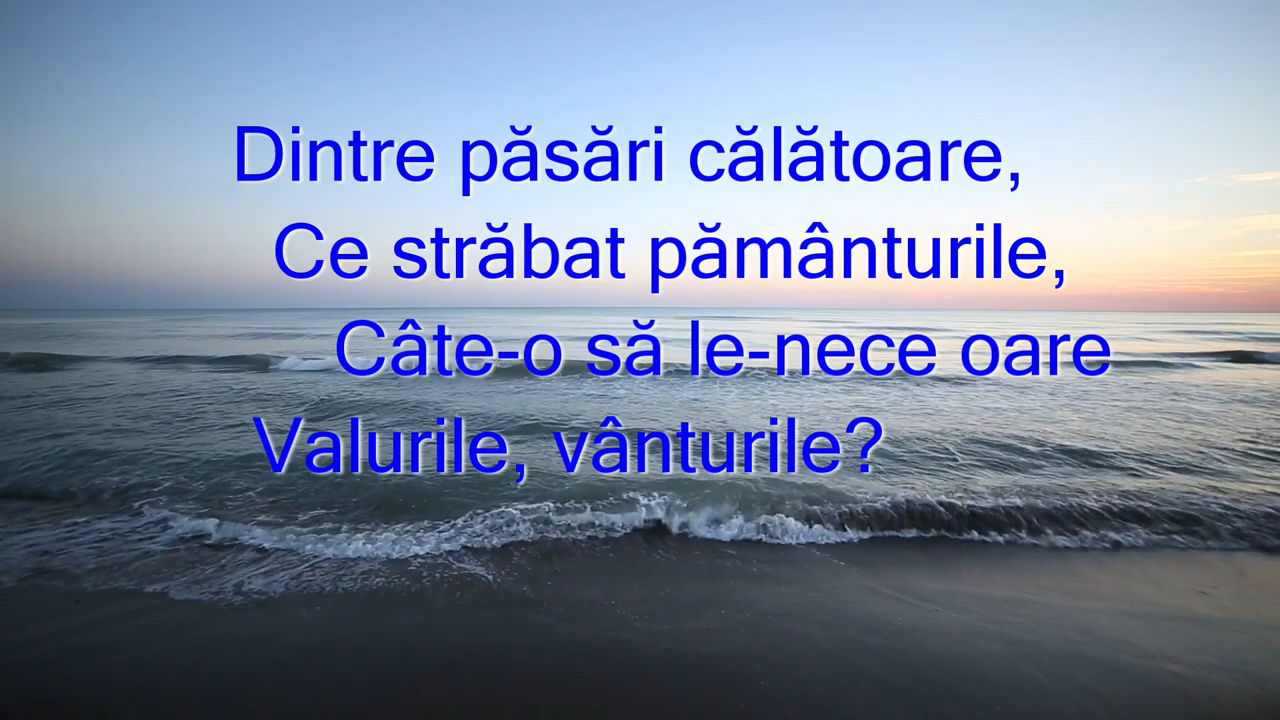 Dintre păsări călătoare,
Ce străbat pământurile,
Câte-o să le-nece oare
Valurile, vânturile?